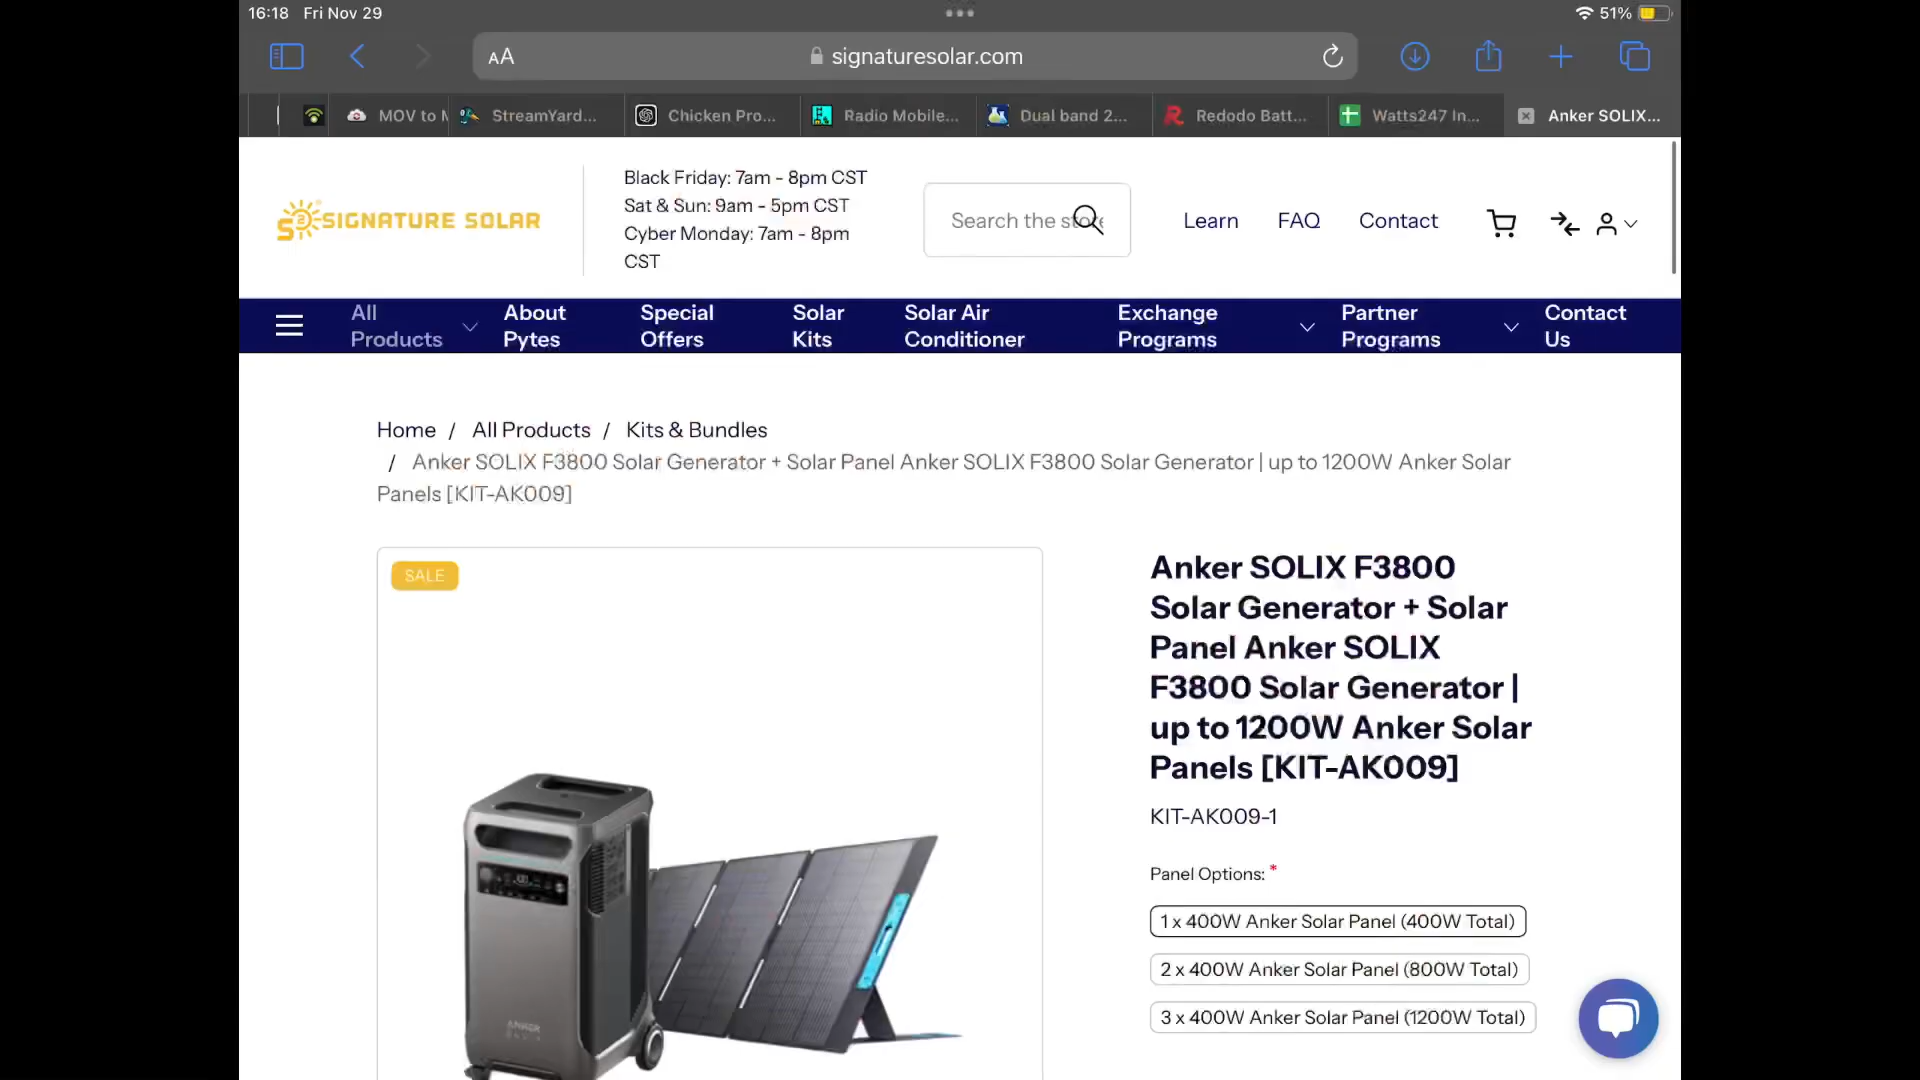 16:18 Fri Nov 29
51%
AA
signaturesolar.com
MOV to M
StreamYard...
Chicken Pro...
Radio Mobile...
Dual band 2...
Redodo Batt...
Watts247 In...
Anker SOLIX...
SIGNATURE SOLAR
Black Friday: 7am - 8pm CST
Sat & Sun: 9am - 5pm CST
Cyber Monday: 7am - 8pm
CST
Search the store
Learn
FAQ
Contact
All
Products
About
Pytes
Special
Offers
Solar
Kits
Solar Air
Conditioner
Exchange
Programs
Partner
Programs
Contact
Us
Home / All Products / Kits & Bundles
/ Anker SOLIX F3800 Solar Generator + Solar Panel Anker SOLIX F3800 Solar Generator | up to 1200W Anker Solar
Panels [KIT-AK009]
SALE
ANKER
Anker SOLIX F3800
Solar Generator + Solar
Panel Anker SOLIX
F3800 Solar Generator |
up to 1200W Anker Solar
Panels [KIT-AK009]
KIT-AK009-1
Panel Options: *
1 x 400W Anker Solar Panel (400W Total)
2 x 400W Anker Solar Panel (800W Total)
3 x 400W Anker Solar Panel (1200W Total)